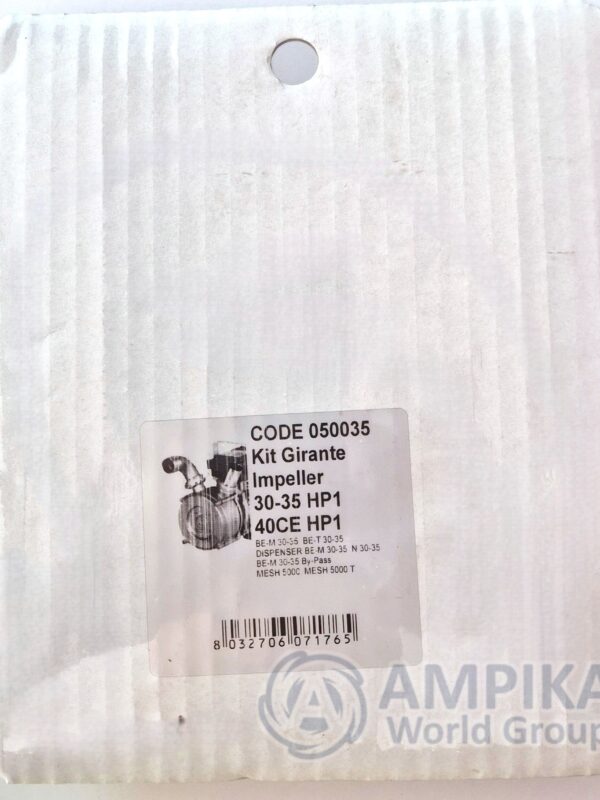 CODE 050035
Kit Girante
Impeller
30-35 HP1
40CE HP1
BE-M 30-35 BE-T 30-35
DISPENSER BE-M 30-35 N 30-35
BE-M 30-35 By-Pass
MESH 5000 MESH 5000 T
8 032706 071765
AMPIKA
World Group